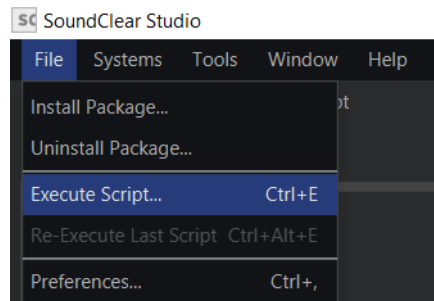 SC SoundClear Studio
File Systems Tools Window Help
Install Package...
Uninstall Package...
Execute Script... Ctrl+E
Re-Execute Last Script Ctrl+Alt+E
Preferences... Ctrl+,